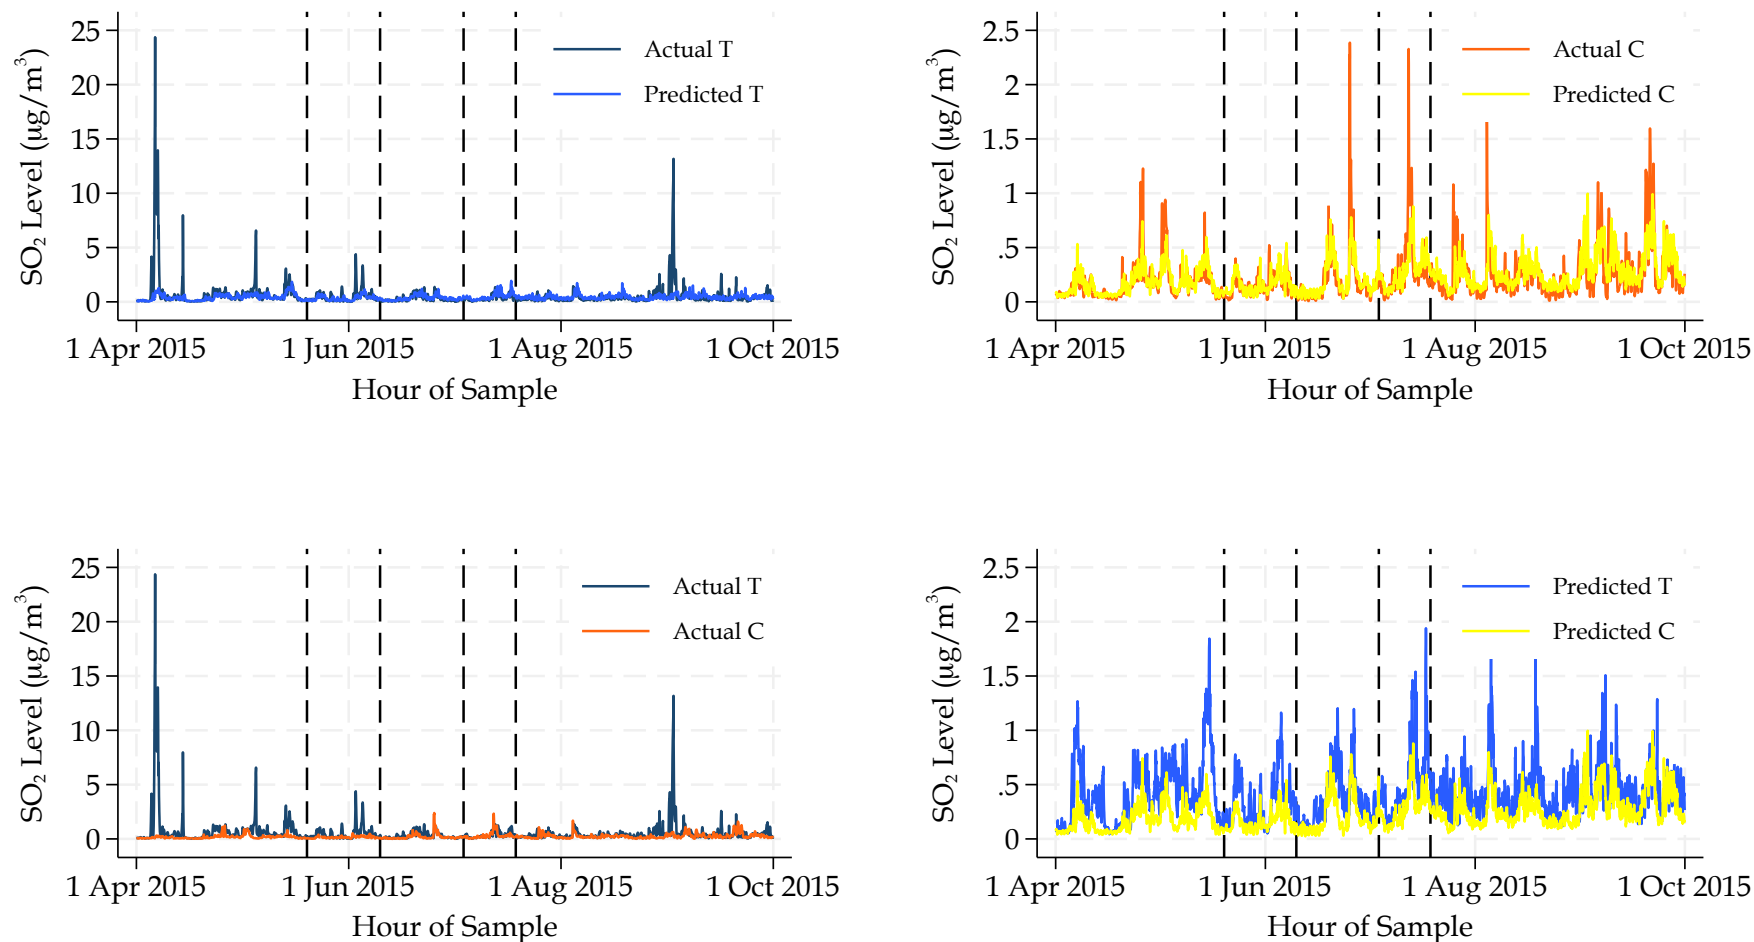 SO₂ Level (µg/m³)
25
20
15
10
5
0
Actual T
Predicted T
1 Apr 2015
1 Jun 2015
1 Aug 2015
1 Oct 2015
Hour of Sample
SO₂ Level (µg/m³)
2.5
2
1.5
1
.5
0
Actual C
Predicted C
1 Apr 2015
1 Jun 2015
1 Aug 2015
1 Oct 2015
Hour of Sample
SO₂ Level (µg/m³)
25
20
15
10
5
0
Actual T
Actual C
1 Apr 2015
1 Jun 2015
1 Aug 2015
1 Oct 2015
Hour of Sample
SO₂ Level (µg/m³)
2.5
2
1.5
1
.5
0
Predicted T
Predicted C
1 Apr 2015
1 Jun 2015
1 Aug 2015
1 Oct 2015
Hour of Sample